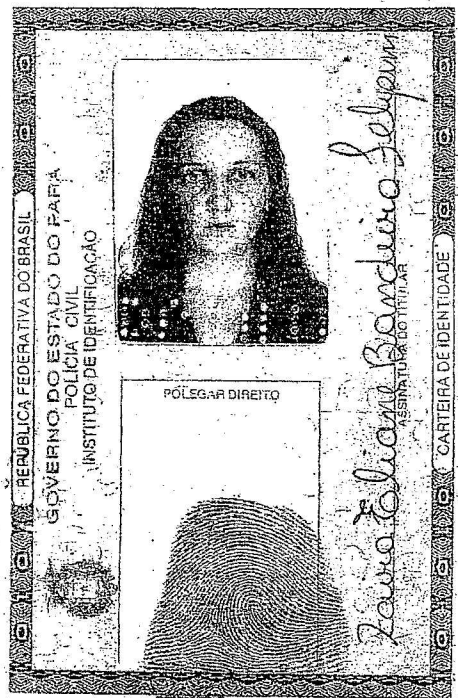 REPÚBLICA FEDERATIVA DO BRASIL
GOVERNO DO ESTADO DO PARÁ
POLÍCIA CIVIL
INSTITUTO DE IDENTIFICAÇÃO
POLEGAR DIREITO
Eliane Bandeira
ASSINATURA DO TITULAR
CARTEIRA DE IDENTIDADE